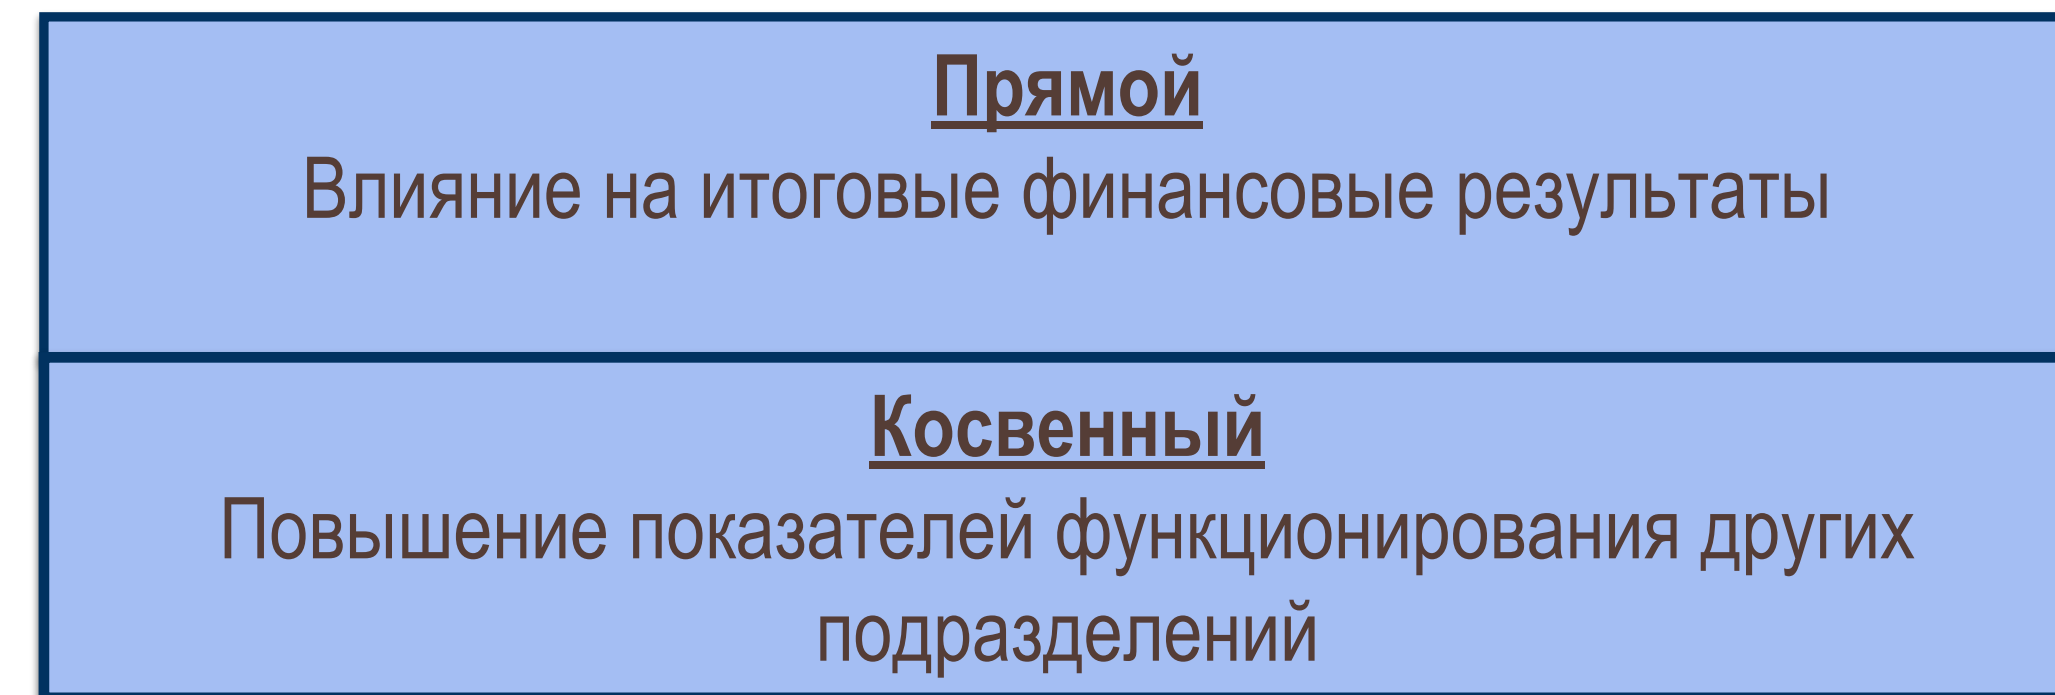 Прямой
Влияние на итоговые финансовые результаты
Косвенный
Повышение показателей функционирования других
подразделений